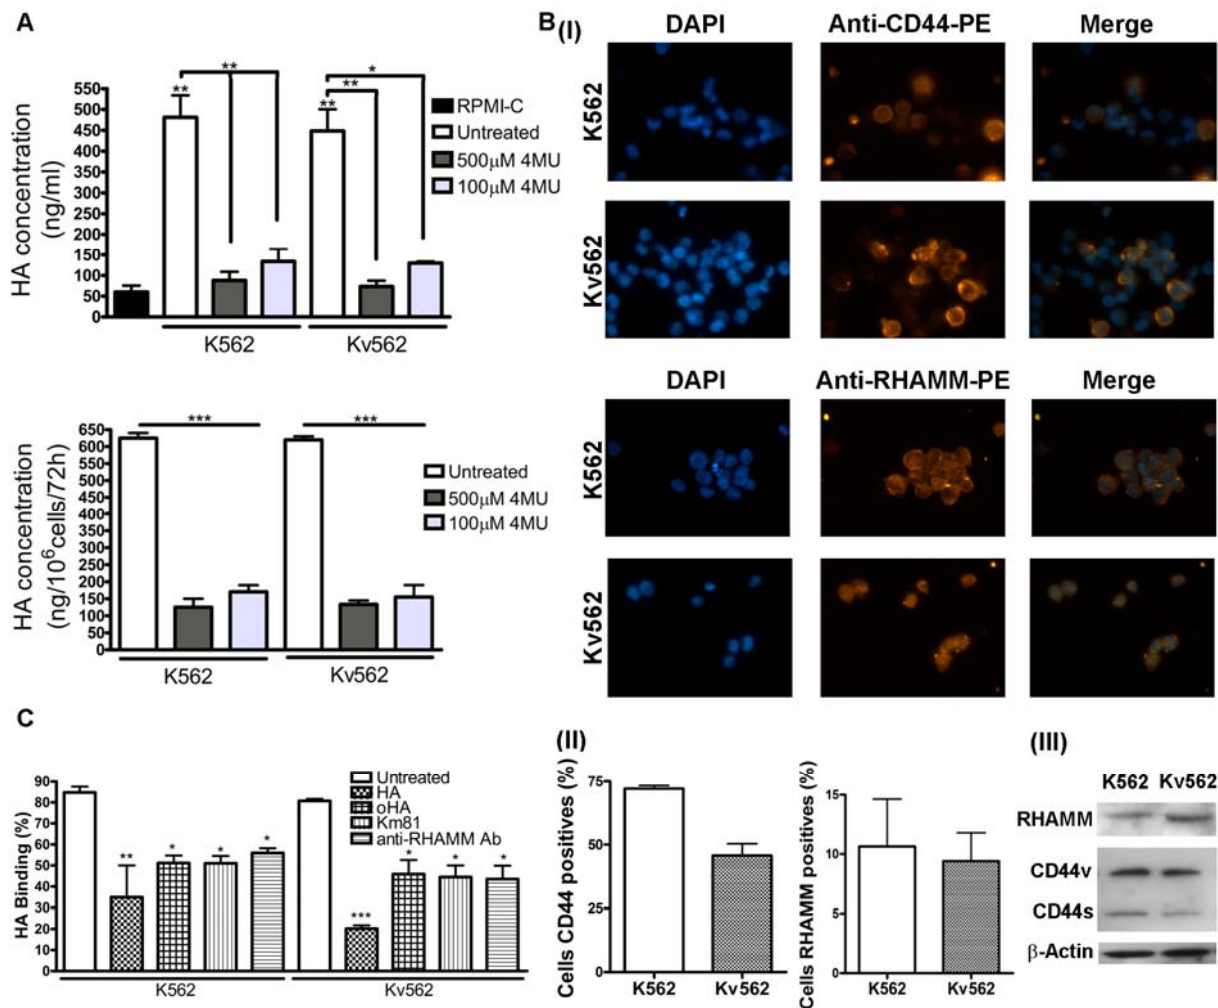 A
HA concentration
(ng/ml)
550
500
450
400
350
300
250
200
150
100
50
0
**
**
**
*
**
RPMI-C
Untreated
500µM 4MU
100µM 4MU
K562
Kv562
HA concentration
(ng/10⁶cells/72h
650
600
550
500
450
400
350
300
250
200
150
100
50
0
***
***
Untreated
500µM 4MU
100µM 4MU
K562
Kv562
B (I)
DAPI
Anti-CD44-PE
Merge
K562
Kv562
DAPI
Anti-RHAMM-PE
Merge
K562
Kv562
C
HA Binding (%)
90
80
70
60
50
40
30
20
10
0
**
*
*
*
***
*
*
*
Untreated
HA
oHA
Km81
anti-RHAMM Ab
K562
Kv562
(II)
Cells CD44 positives (%)
75
50
25
0
K562
Kv562
Cells RHAMM positives (%)
15
10
5
0
K562
Kv562
(III)
K562 Kv562
RHAMM
CD44v
CD44s
β-Actin